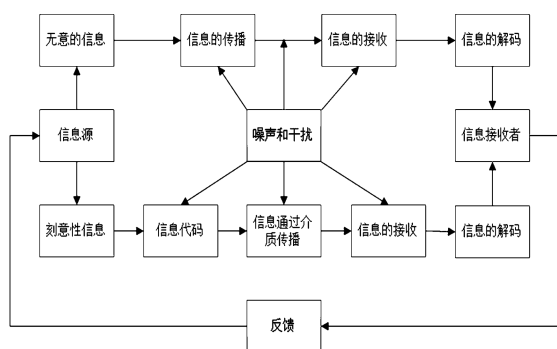 无意的信息
信息的传播
信息的接收
信息的解码
信息源
噪声和干扰
信息接收者
刻意性信息
信息代码
信息通过介
质传播
信息的接收
信息的解码
反馈